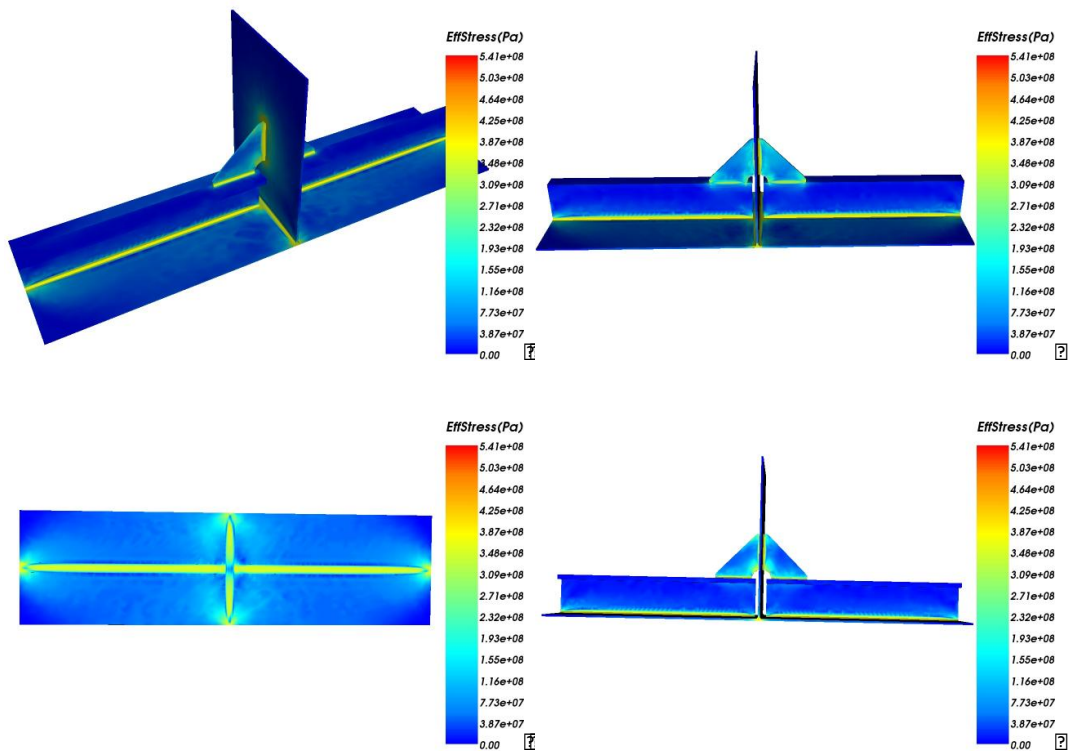 EffStress(Pa)
5.41e+08
5.03e+08
4.64e+08
4.25e+08
3.87e+08
3.48e+08
3.09e+08
2.71e+08
2.32e+08
1.93e+08
1.55e+08
1.16e+08
7.73e+07
3.87e+07
0.00
?
EffStress(Pa)
5.41e+08
5.03e+08
4.64e+08
4.25e+08
3.87e+08
3.48e+08
3.09e+08
2.71e+08
2.32e+08
1.93e+08
1.55e+08
1.16e+08
7.73e+07
3.87e+07
0.00
?
EffStress(Pa)
5.41e+08
5.03e+08
4.64e+08
4.25e+08
3.87e+08
3.48e+08
3.09e+08
2.71e+08
2.32e+08
1.93e+08
1.55e+08
1.16e+08
7.73e+07
3.87e+07
0.00
?
EffStress(Pa)
5.41e+08
5.03e+08
4.64e+08
4.25e+08
3.87e+08
3.48e+08
3.09e+08
2.71e+08
2.32e+08
1.93e+08
1.55e+08
1.16e+08
7.73e+07
3.87e+07
0.00
?